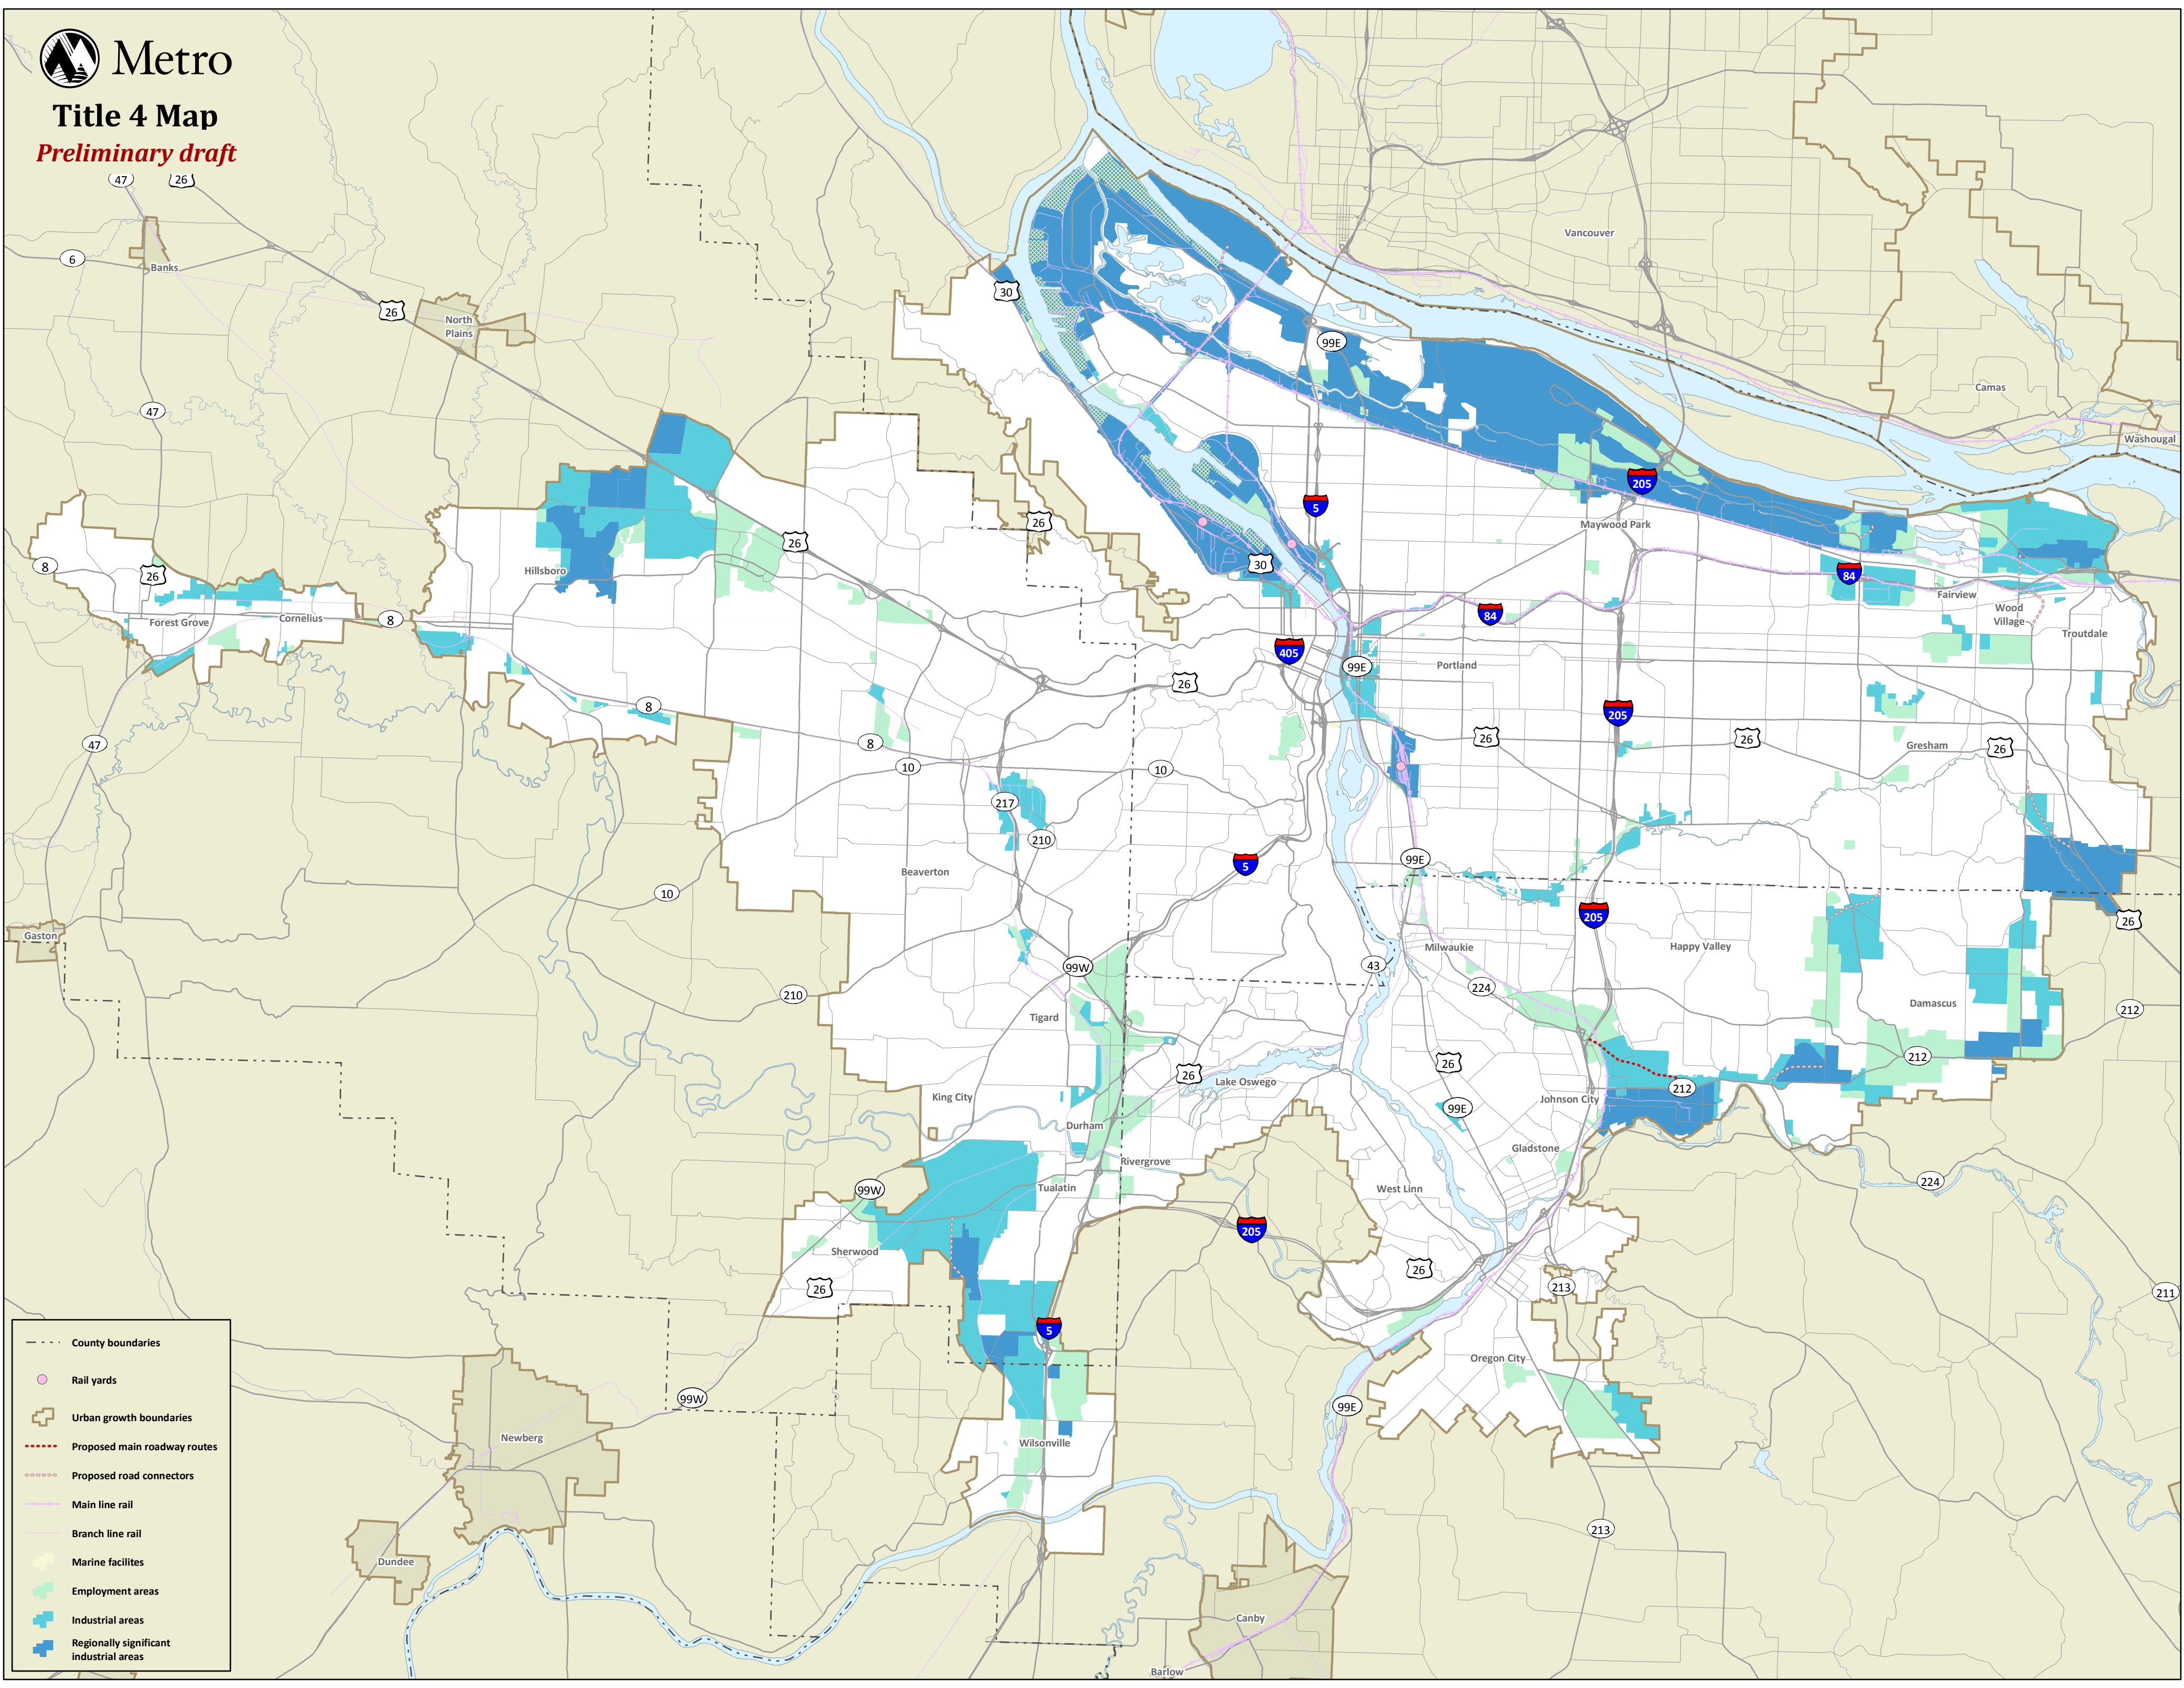 Metro
Title 4 Map
Preliminary draft
47
26
6
Banks
26
North
Plains
47
30
99E
Vancouver
Camas
Washougal
26
26
205
5
Maywood Park
Hillsboro
8
26
30
84
Fairview
Wood
Village
Forest Grove
Cornelius
8
84
Troutdale
405
99E
Portland
26
8
205
47
8
26
26
Gresham
26
10
10
217
210
5
99E
Beaverton
10
205
26
Gaston
99W
43
Milwaukie
Happy Valley
210
224
Damascus
212
Tigard
26
26
Lake Oswego
212
212
King City
Johnson City
99E
Durham
Gladstone
Rivergrove
99W
Tualatin
West Linn
224
205
Sherwood
26
26
213
211
5
Oregon City
99W
99E
Newberg
Wilsonville
213
Dundee
Canby
Barlow
County boundaries
Rail yards
Urban growth boundaries
Proposed main roadway routes
Proposed road connectors
Main line rail
Branch line rail
Marine facilites
Employment areas
Industrial areas
Regionally significant
industrial areas